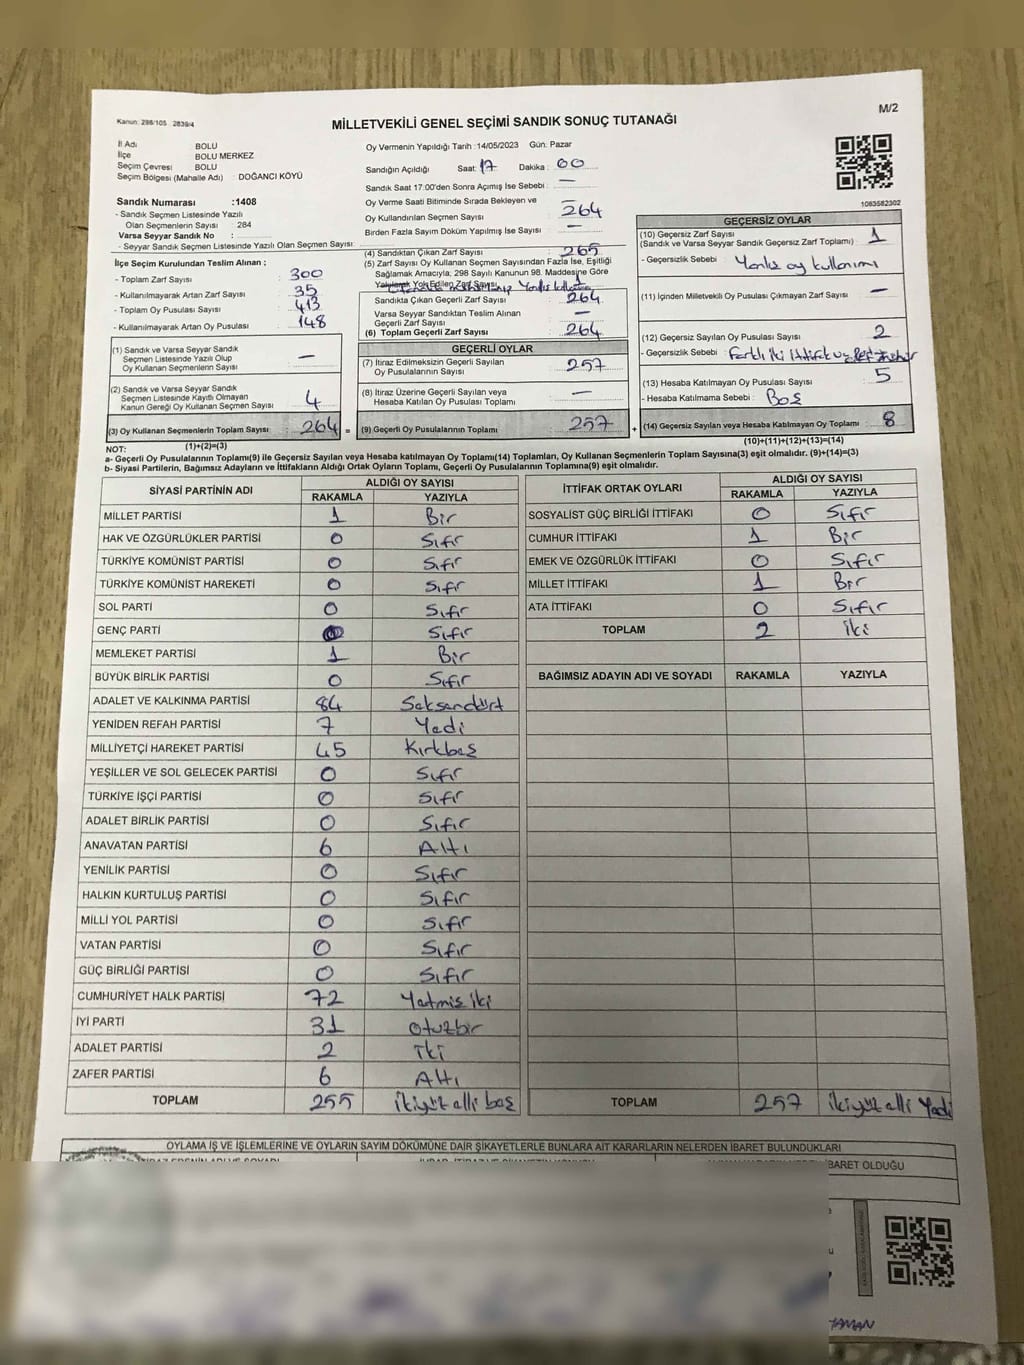 Kanun: 298/105 2839/4
M/2
MİLLETVEKİLİ GENEL SEÇİMİ SANDIK SONUÇ TUTANAĞI
İl Adı BOLU
İlçe BOLU MERKEZ
Seçim Çevresi BOLU
Seçim Bölgesi (Mahalle Adı) : DOĞANCI KÖYÜ
Sandık Numarası :1408
- Sandık Seçmen Listesinde Yazılı
Olan Seçmenlerin Sayısı : 284
Varsa Seyyar Sandık No :
- Seyyar Sandık Seçmen Listesinde Yazılı Olan Seçmen Sayısı:
İlçe Seçim Kurulundan Teslim Alınan ;
- Toplam Zarf Sayısı : 300
- Kullanılmayarak Artan Zarf Sayısı : 35
- Toplam Oy Pusulası : 413
- Kullanılmayarak Artan Oy Pusulası : 148
(1) Sandık ve Varsa Seyyar Sandık
Seçmen Listesinde Yazılı Olup
Oy Kullanan Seçmenlerin Sayısı —
(2) Sandık ve Varsa Seyyar Sandık
Seçmen Listesinde Kayıtlı Olmayan
Kanun Gereği Oy Kullanan Seçmen Sayısı 4
(3) Oy Kullanan Seçmenlerin Toplam Sayısı 264 =
(1)+(2)=(3)
Oy Vermenin Yapıldığı Tarih :14/05/2023 Gün: Pazar
Sandığın Açıldığı Saat: 17 Dakika : 00
Sandık Saat 17:00'den Sonra Açımış İse Sebebi : —
Oy Verme Saati Bitiminde Sırada Bekleyen ve
Oy Kullandırılan Seçmen Sayısı : 264
Birden Fazla Sayım Döküm Yapılmış İse Sayısı : —
(4) Sandıktan Çıkan Zarf Sayısı : 265
(5) Zarf Sayısı Oy Kullanan Seçmen Sayısından Fazla İse, Eşitliği
Sağlamak Amacıyla; 298 Sayılı Kanunun 98. Maddesine Göre
Yakılarak Yok Edilen Zarf Sayısı 1
Sandıkta Çıkan Geçerli Zarf Sayısı : 264
Varsa Seyyar Sandıktan Teslim Alınan
Geçerli Zarf Sayısı : —
(6) Toplam Geçerli Zarf Sayısı : 264
GEÇERLİ OYLAR
(7) İtiraz Edilmeksizin Geçerli Sayılan
Oy Pusulalarının Sayısı : 257
(8) İtiraz Üzerine Geçerli Sayılan veya
Hesaba Katılan Oy Pusulası Toplamı : —
(9) Geçerli Oy Pusulalarının Toplamı 257 +
1083582302
GEÇERSİZ OYLAR
(10) Geçersiz Zarf Sayısı
(Sandık ve Varsa Seyyar Sandık Geçersiz Zarf Toplamı) : 1
- Geçersizlik Sebebi : Yanlış oy kullanımı
(11) İçinden Milletvekili Oy Pusulası Çıkmayan Zarf Sayısı : —
(12) Geçersiz Sayılan Oy Pusulası Sayısı : 2
- Geçersizlik Sebebi : Farklı iki ittifak
(13) Hesaba Katılmayan Oy Pusulası Sayısı : 5
- Hesaba Katılmama Sebebi : Boş
(14) Geçersiz Sayılan veya Hesaba Katılmayan Oy Toplamı : 8
(10)+(11)+(12)+(13)=(14)
NOT:
a- Geçerli Oy Pusulalarının Toplamı(9) ile Geçersiz Sayılan veya Hesaba katılmayan Oy Toplamı(14) Toplamları, Oy Kullanan Seçmenlerin Toplam Sayısına(3) eşit olmalıdır. (9)+(14)=(3)
b- Siyasi Partilerin, Bağımsız Adayların ve İttifakların Aldığı Ortak Oyların Toplamı, Geçerli Oy Pusulalarının Toplamına(9) eşit olmalıdır.
SİYASİ PARTİNİN ADI ALDIĞI OY SAYISI
RAKAMLA YAZIYLA
MİLLET PARTİSİ 1 Bir
HAK VE ÖZGÜRLÜKLER PARTİSİ 0 Sıfır
TÜRKİYE KOMÜNİST PARTİSİ 0 Sıfır
TÜRKİYE KOMÜNİST HAREKETİ 0 Sıfır
SOL PARTİ 0 Sıfır
GENÇ PARTİ 0 Sıfır
MEMLEKET PARTİSİ 1 Bir
BÜYÜK BİRLİK PARTİSİ 0 Sıfır
ADALET VE KALKINMA PARTİSİ 84 Seksendört
YENİDEN REFAH PARTİSİ 7 Yedi
MİLLİYETÇİ HAREKET PARTİSİ 45 Kırkbeş
YEŞİLLER VE SOL GELECEK PARTİSİ 0 Sıfır
TÜRKİYE İŞÇİ PARTİSİ 0 Sıfır
ADALET BİRLİK PARTİSİ 0 Sıfır
ANAVATAN PARTİSİ 6 Altı
YENİLİK PARTİSİ 0 Sıfır
HALKIN KURTULUŞ PARTİSİ 0 Sıfır
MİLLİ YOL PARTİSİ 0 Sıfır
VATAN PARTİSİ 0 Sıfır
GÜÇ BİRLİĞİ PARTİSİ 0 Sıfır
CUMHURİYET HALK PARTİSİ 72 Yetmiş iki
İYİ PARTİ 31 Otuzbir
ADALET PARTİSİ 2 İki
ZAFER PARTİSİ 6 Altı
TOPLAM 255 ikiyüz elli beş
İTTİFAK ORTAK OYLARI ALDIĞI OY SAYISI
RAKAMLA YAZIYLA
SOSYALİST GÜÇ BİRLİĞİ İTTİFAKI 0 Sıfır
CUMHUR İTTİFAKI 1 Bir
EMEK VE ÖZGÜRLÜK İTTİFAKI 0 Sıfır
MİLLET İTTİFAKI 1 Bir
ATA İTTİFAKI 0 Sıfır
TOPLAM 2 iki
BAĞIMSIZ ADAYIN ADI VE SOYADI RAKAMLA YAZIYLA
TOPLAM 257 ikiyüz elli Yedi
OYLAMA İŞ VE İŞLEMLERİNE VE OYLARIN SAYIM DÖKÜMÜNE DAİR ŞİKAYETLERLE BUNLARA AİT KARARLARIN NELERDEN İBARET BULUNDUKLARI
BARET OLDUĞU